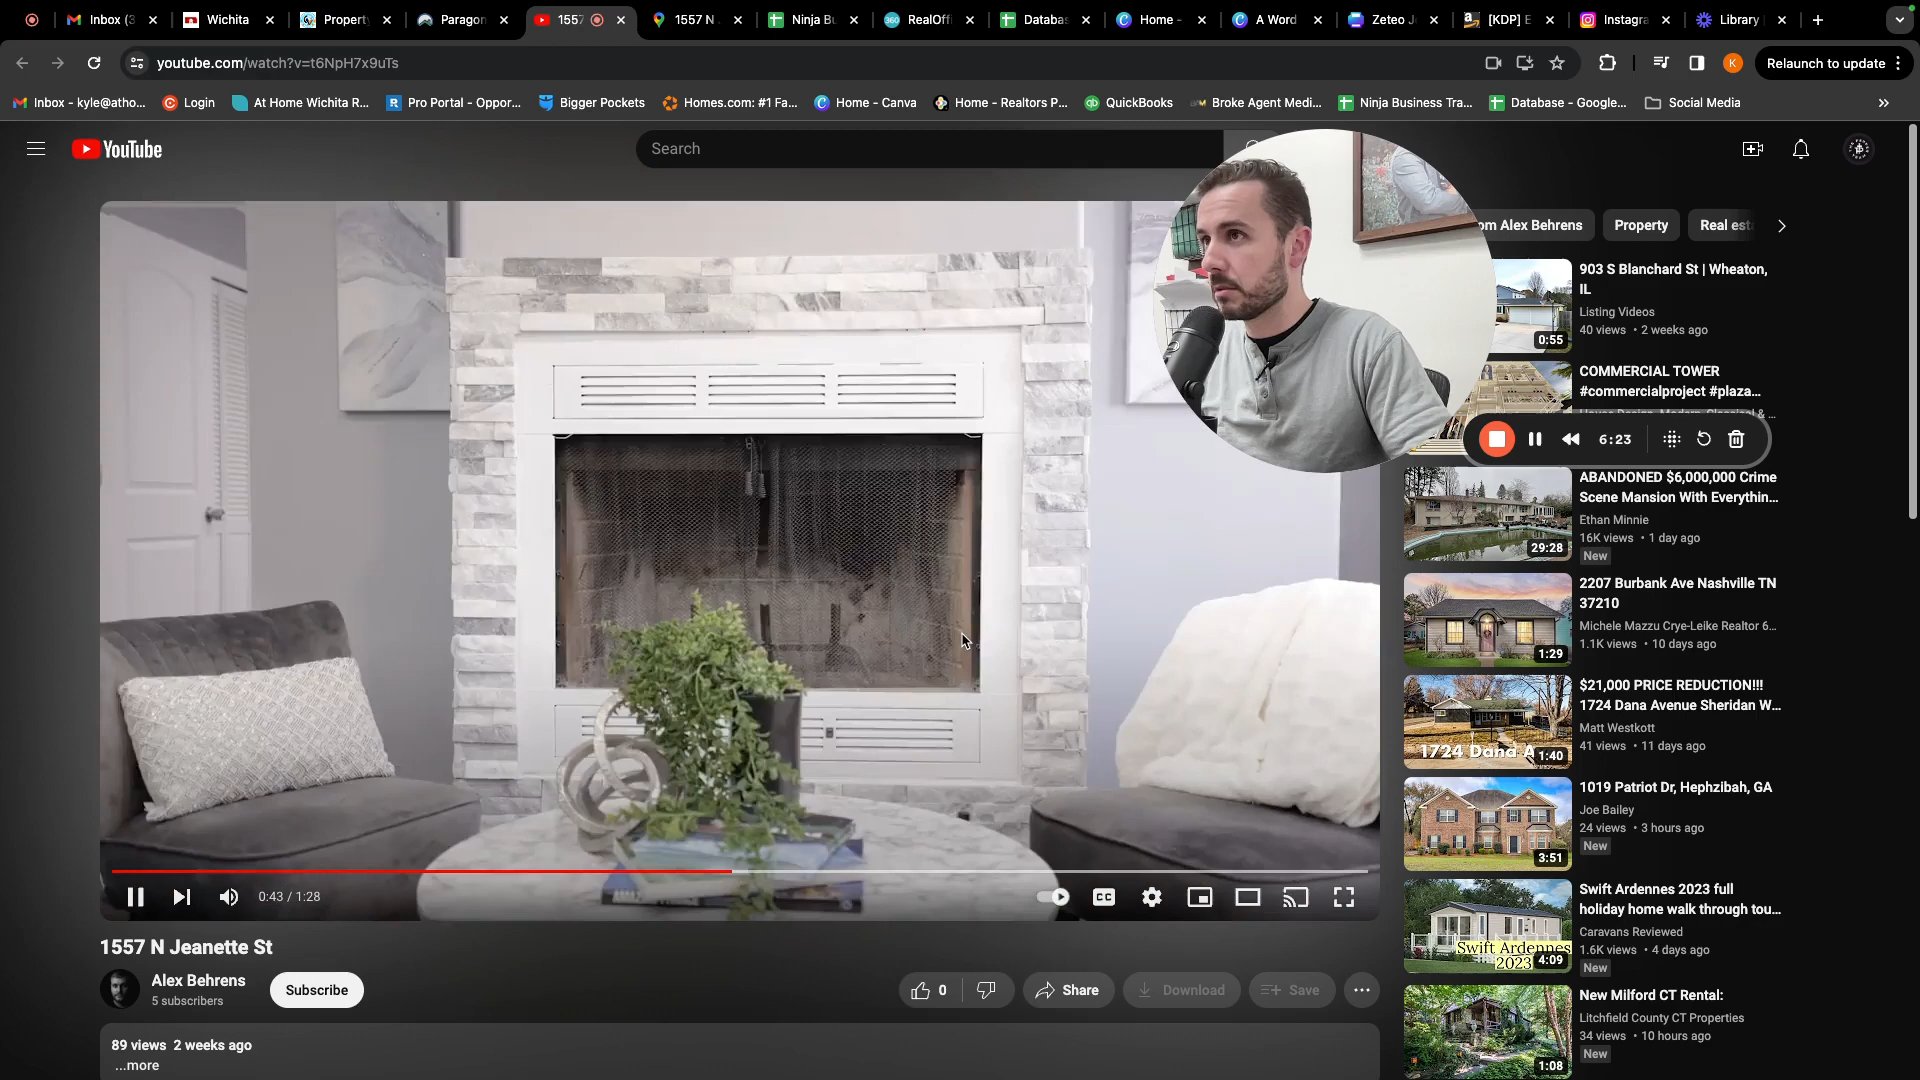 Inbox (3
Wichita
Property
Paragon
1557
1557 N
Ninja Bu
RealOffi
Databas
Home -
A Word
Zeteo J
[KDP] E
Instagra
Library
youtube.com/watch?v=t6NpH7x9uTs
Relaunch to update
Inbox - kyle@atho...
Login
At Home Wichita R...
Pro Portal - Oppor...
Bigger Pockets
Homes.com: #1 Fa...
Home - Canva
Home - Realtors P...
QuickBooks
Broke Agent Medi...
Ninja Business Tra...
Database - Google...
Social Media
YouTube
Search
om Alex Behrens
Property
Real est
903 S Blanchard St | Wheaton,
IL
Listing Videos
40 views • 2 weeks ago
0:55
COMMERCIAL TOWER
#commercialproject #plaza...
6:23
ABANDONED $6,000,000 Crime
Scene Mansion With Everythin...
Ethan Minnie
16K views • 1 day ago
New
29:28
2207 Burbank Ave Nashville TN
37210
Michele Mazzu Crye-Leike Realtor 6...
1.1K views • 10 days ago
1:29
$21,000 PRICE REDUCTION!!!
1724 Dana Avenue Sheridan W...
Matt Westkott
41 views • 11 days ago
1724 Dana A
1:40
1019 Patriot Dr, Hephzibah, GA
Joe Bailey
24 views • 3 hours ago
New
3:51
Swift Ardennes 2023 full
holiday home walk through tou...
Caravans Reviewed
1.6K views • 4 days ago
New
Swift Ardennes
2023
4:09
New Milford CT Rental:
Litchfield County CT Properties
34 views • 10 hours ago
New
1:08
0:43 / 1:28
CC
1557 N Jeanette St
Alex Behrens
5 subscribers
Subscribe
0
Share
Download
Save
89 views 2 weeks ago
...more